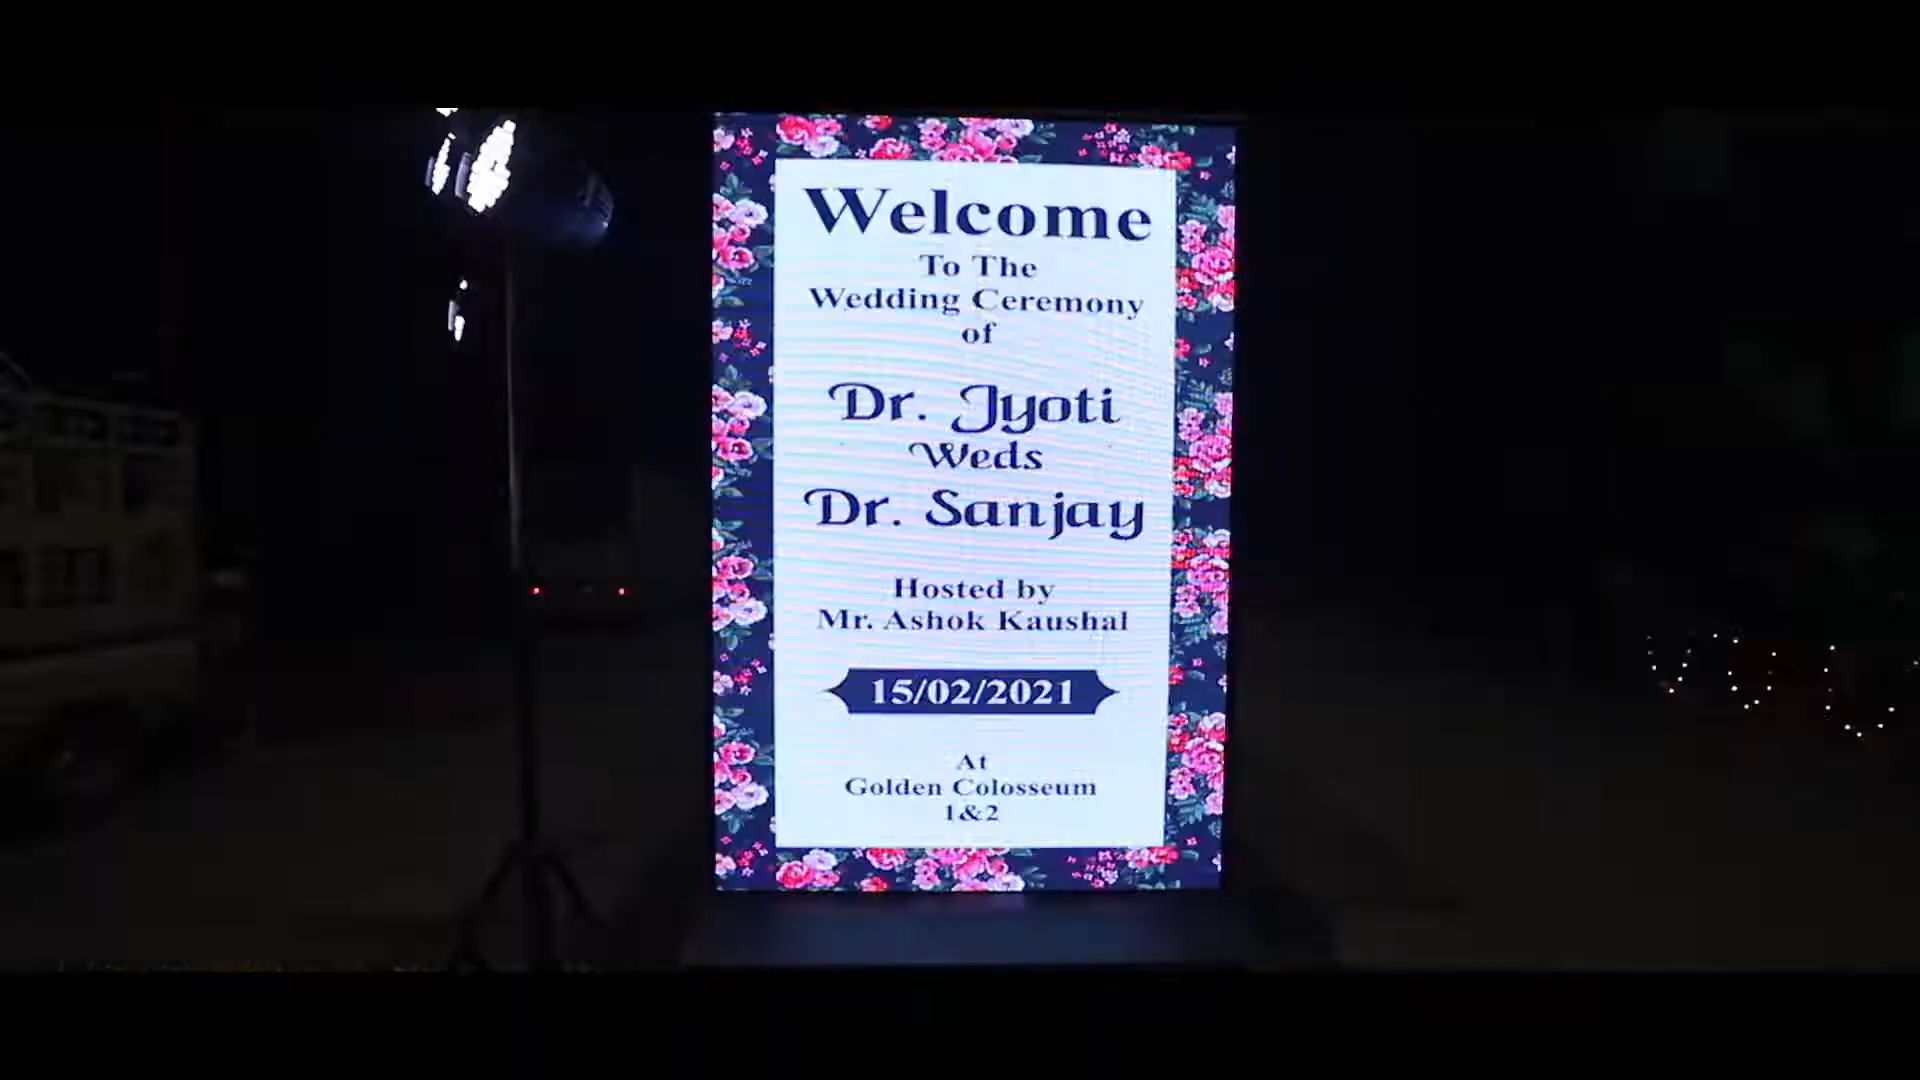 Welcome
To The
Wedding Ceremony
of
Dr. Jyoti
Weds
Dr. Sanjay
Hosted by
Mr. Ashok Kaushal
15/02/2021
At
Golden Colosseum
1&2